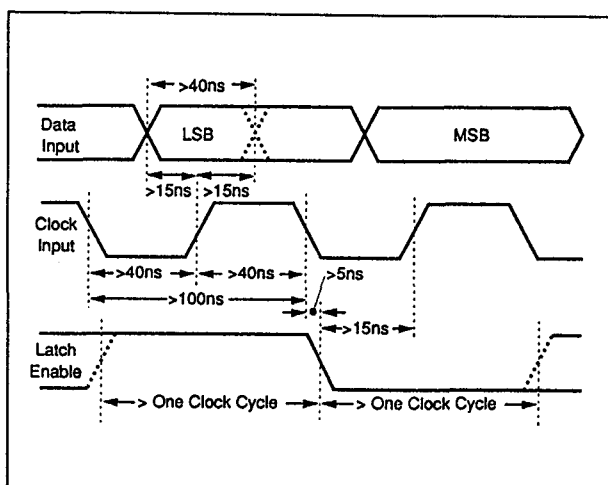 >40ns
Data Input
LSB
MSB
>15ns >15ns
Clock Input
>40ns >40ns
>5ns
>100ns
>15ns
Latch Enable
> One Clock Cycle > One Clock Cycle